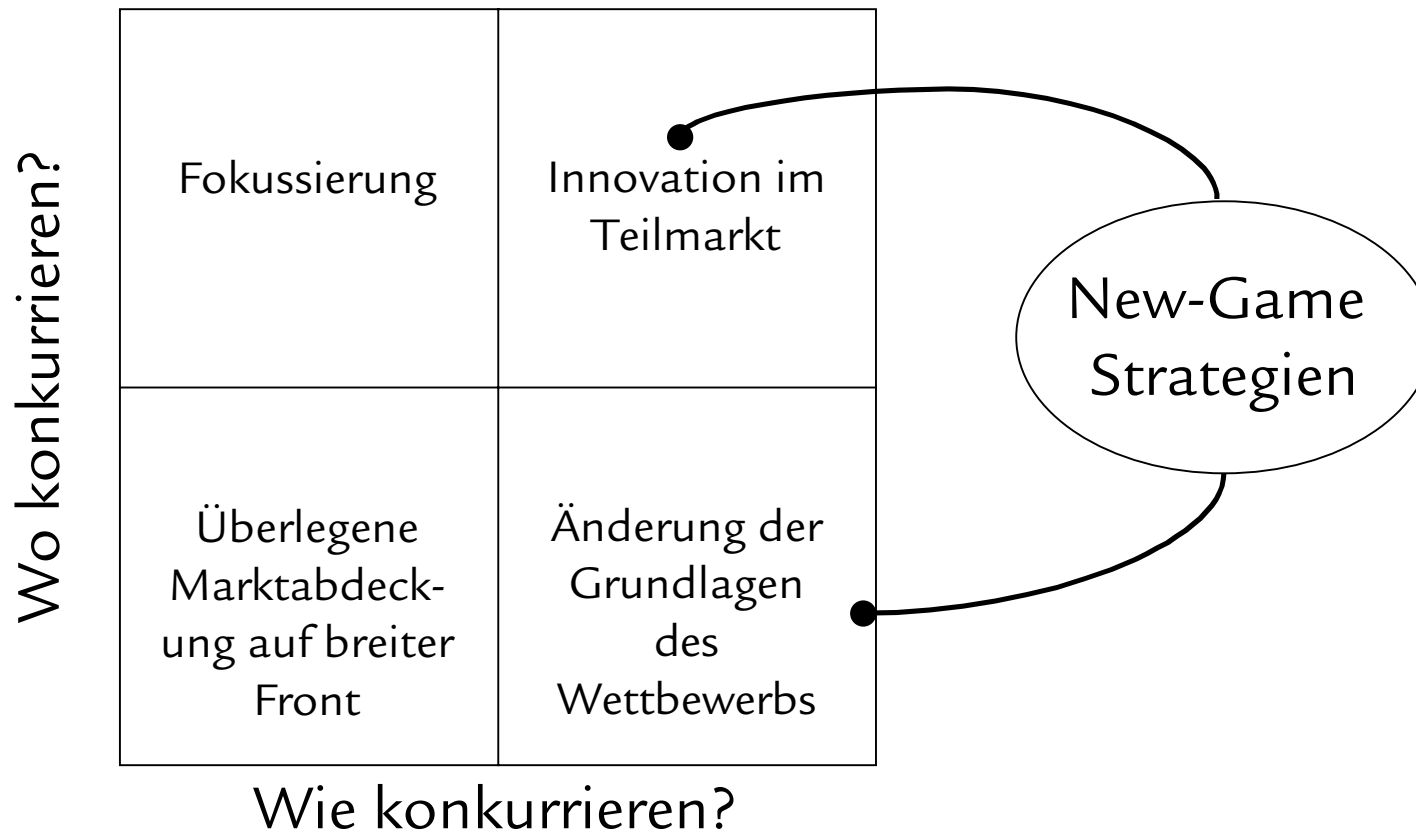 Wo konkurrieren?
Fokussierung
Innovation im
Teilmarkt
New-Game
Strategien
Überlegene
Marktabdeck-
ung auf breiter
Front
Änderung der
Grundlagen
des
Wettbewerbs
Wie konkurrieren?